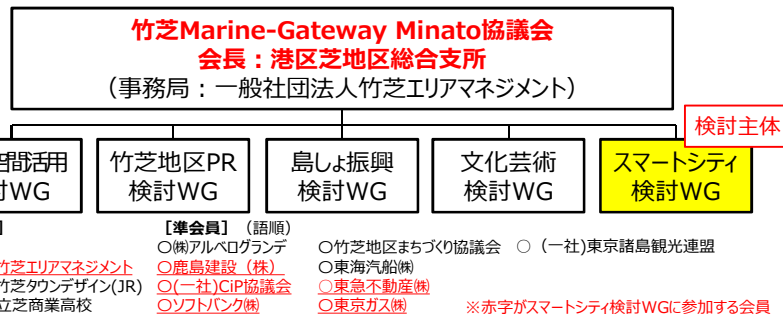 竹芝Marine-Gateway Minato協議会
会長：港区芝地区総合支所
（事務局：一般社団法人竹芝エリアマネジメント）
検討主体
間活用
討WG
竹芝地区PR
検討WG
島しょ振興
検討WG
文化芸術
検討WG
スマートシティ
検討WG
］
竹芝エリアマネジメント
竹芝タウンデザイン(JR)
立芝商業高校
［準会員］（語順）
○㈱アルベログランデ
○鹿島建設（株）
○(一社)CiP協議会
○ソフトバンク㈱
○竹芝地区まちづくり協議会
○東海汽船㈱
○東急不動産㈱
○東京ガス㈱
○（一社)東京諸島観光連盟
※赤字がスマートシティ検討WGに参加する会員